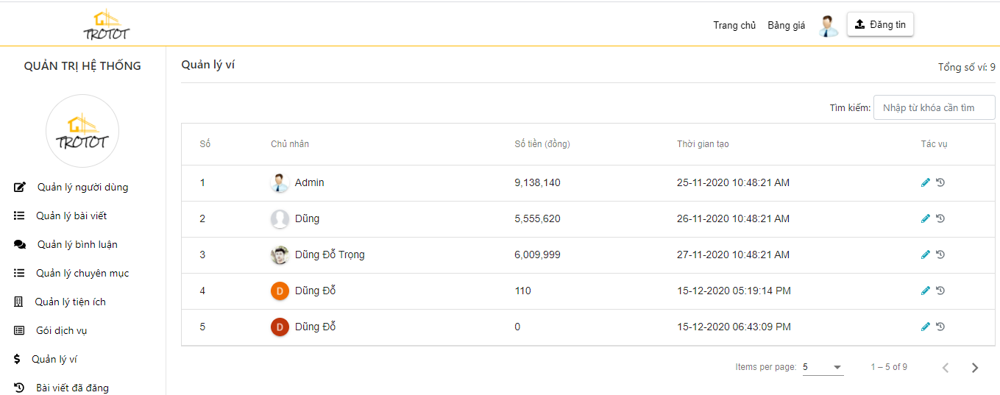 TROTOT
Trang chủ Bảng giá Đăng tin
QUẢN TRỊ HỆ THỐNG
TROTOT
Quản lý người dùng
Quản lý bài viết
Quản lý bình luận
Quản lý chuyên mục
Quản lý tiện ích
Gói dịch vụ
Quản lý ví
Bài viết đã đăng
Quản lý ví
Tổng số ví: 9
Tìm kiếm: Nhập từ khóa cần tìm
Số Chủ nhân Số tiền (đồng) Thời gian tạo Tác vụ
1 Admin 9,138,140 25-11-2020 10:48:21 AM
2 Dũng 5,555,620 26-11-2020 10:48:21 AM
3 Dũng Đỗ Trọng 6,009,999 27-11-2020 10:48:21 AM
4 D Dũng Đỗ 110 15-12-2020 05:19:14 PM
5 D Dũng Đỗ 0 15-12-2020 06:43:09 PM
Items per page: 5 1 – 5 of 9